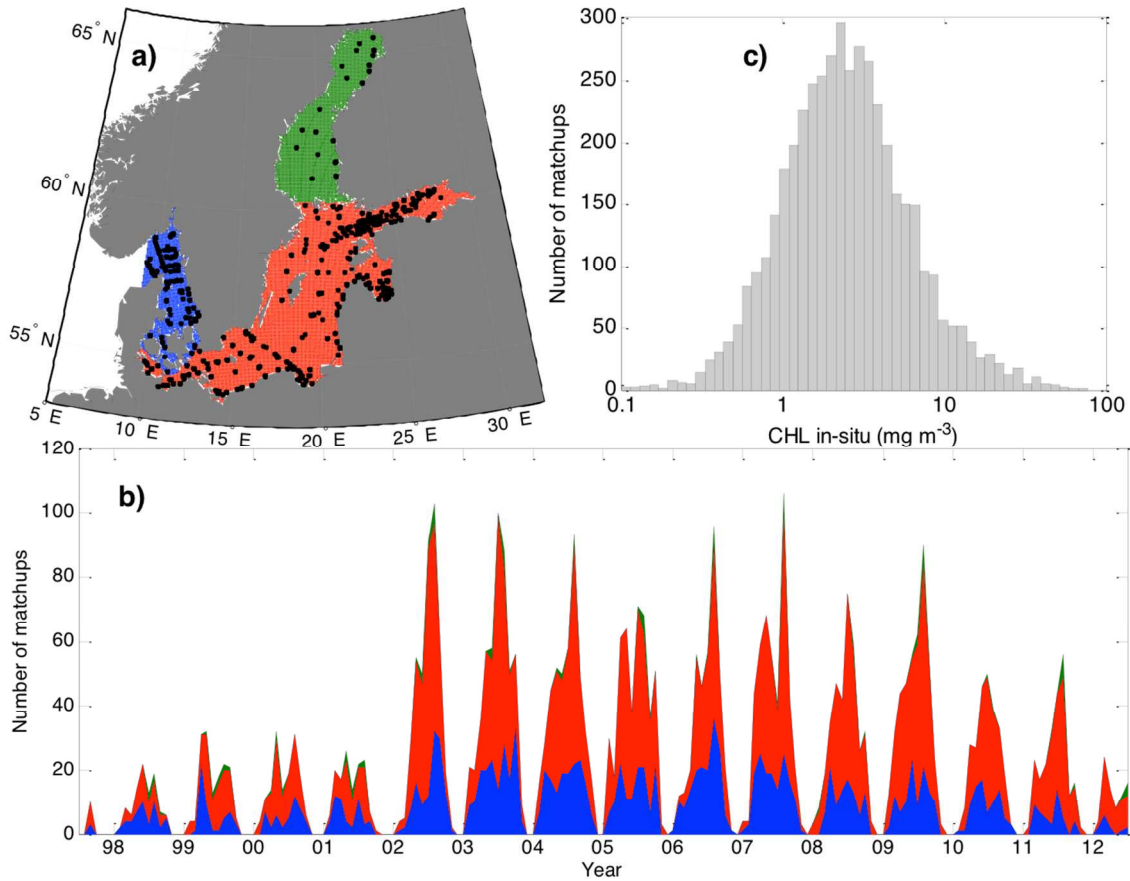 a)
65° N
60° N
55° N
5° E
10° E
15° E
20° E
25° E
30° E
c)
Number of matchups
300
250
200
150
100
50
0
0.1
1
10
100
CHL in-situ (mg m-3)
b)
Number of matchups
120
100
80
60
40
20
0
98
99
00
01
02
03
04
05
06
07
08
09
10
11
12
Year